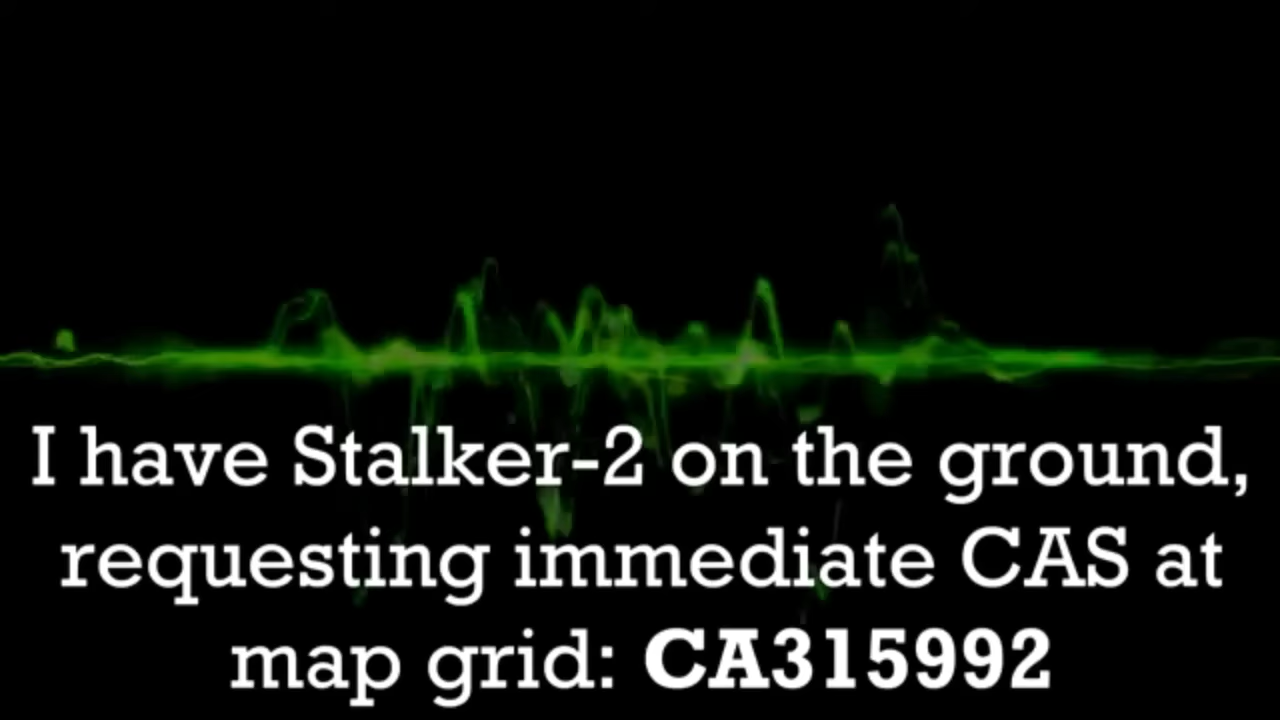 I have Stalker-2 on the ground,
requesting immediate CAS at
map grid: CA315992